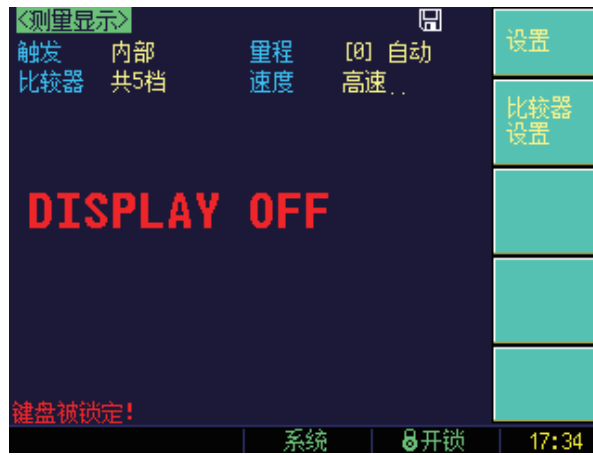 <测量显示>
触发 内部 量程 [0] 自动
比较器 共5档 速度 高速..
设置
比较器
设置
DISPLAY OFF
键盘被锁定!
系统 开锁 17:34